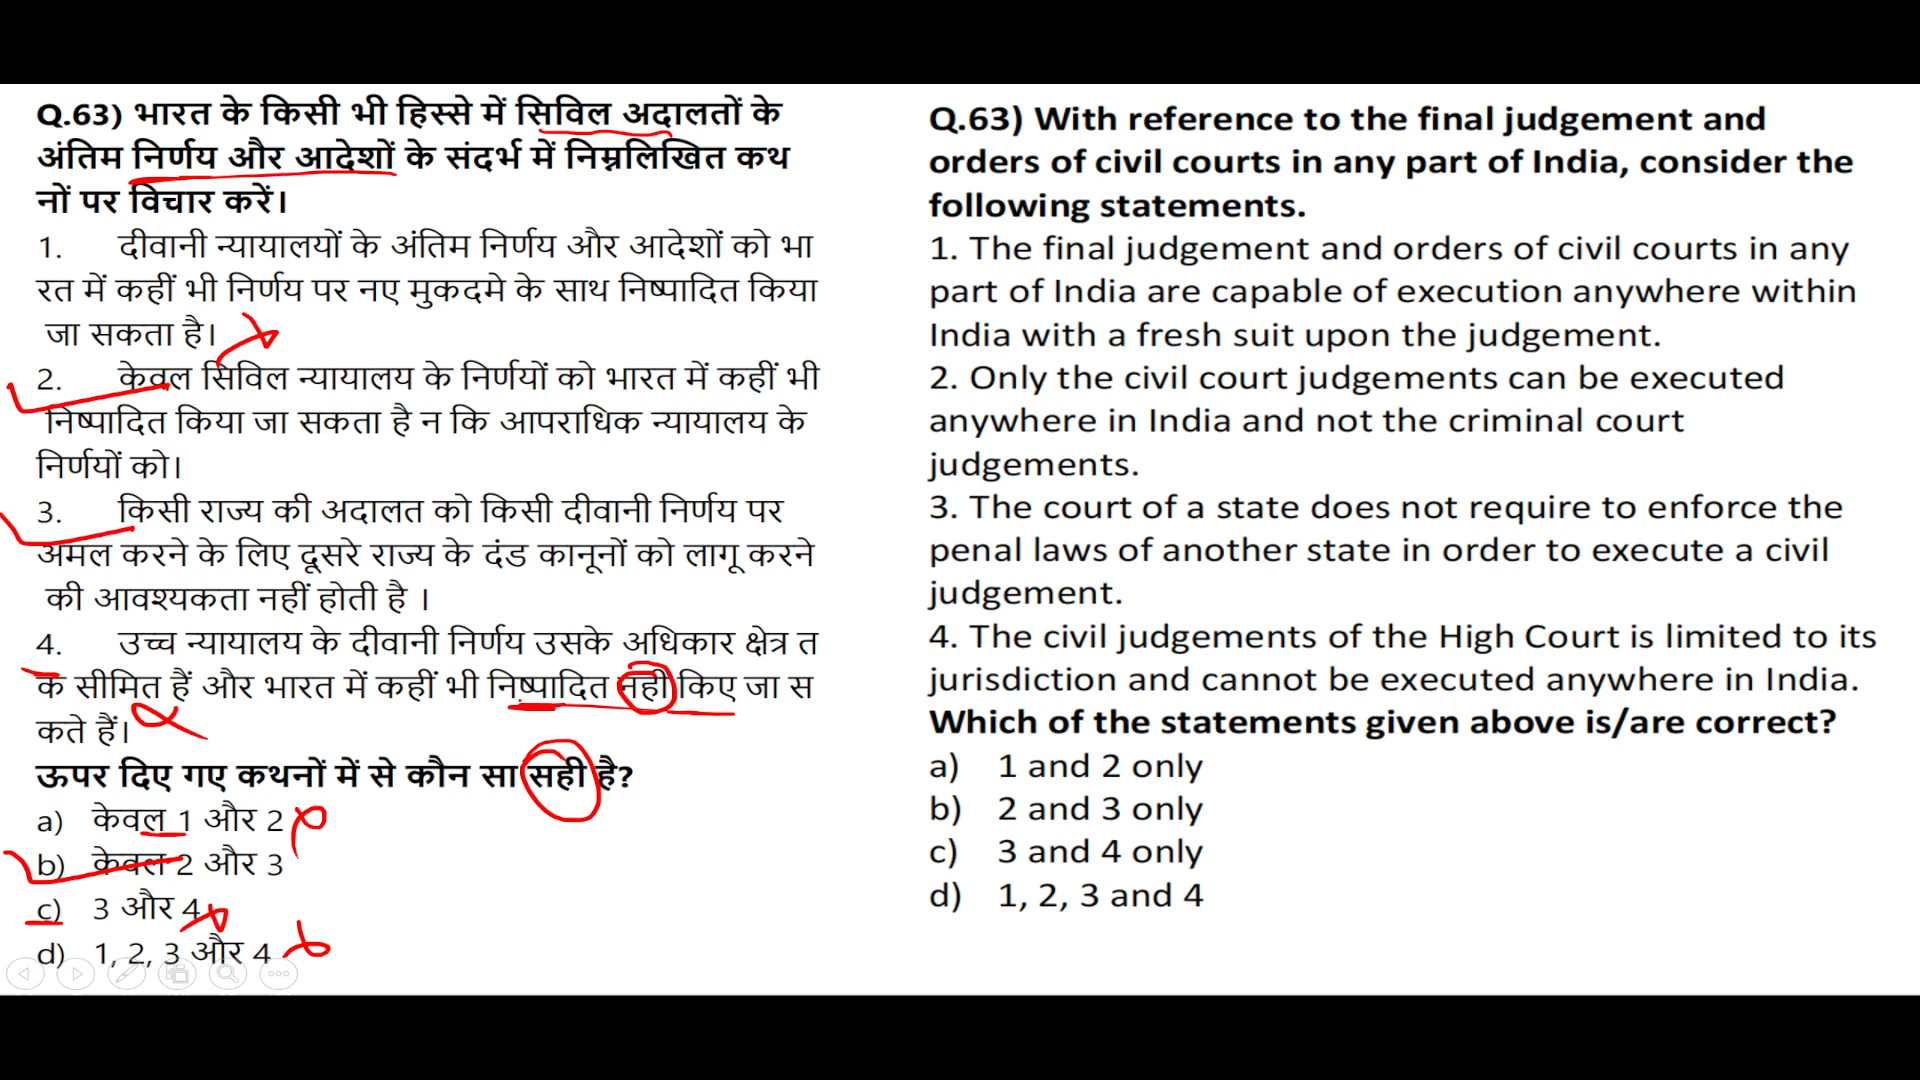 Q.63) भारत के किसी भी हिस्से में सिविल अदालतों के
अंतिम निर्णय और आदेशों के संदर्भ में निम्नलिखित कथ
नों पर विचार करें।
1. दीवानी न्यायालयों के अंतिम निर्णय और आदेशों को भा
रत में कहीं भी निर्णय पर नए मुकदमे के साथ निष्पादित किया
जा सकता है।
2. केवल सिविल न्यायालय के निर्णयों को भारत में कहीं भी
निष्पादित किया जा सकता है न कि आपराधिक न्यायालय के
निर्णयों को।
3. किसी राज्य की अदालत को किसी दीवानी निर्णय पर
अमल करने के लिए दूसरे राज्य के दंड कानूनों को लागू करने
की आवश्यकता नहीं होती है ।
4. उच्च न्यायालय के दीवानी निर्णय उसके अधिकार क्षेत्र त
क सीमित हैं और भारत में कहीं भी निष्पादित नहीं किए जा स
कते हैं।
ऊपर दिए गए कथनों में से कौन सा सही है?
a) केवल 1 और 2
b) केवल 2 और 3
c) 3 और 4
d) 1, 2, 3 और 4
Q.63) With reference to the final judgement and
orders of civil courts in any part of India, consider the
following statements.
1. The final judgement and orders of civil courts in any
part of India are capable of execution anywhere within
India with a fresh suit upon the judgement.
2. Only the civil court judgements can be executed
anywhere in India and not the criminal court
judgements.
3. The court of a state does not require to enforce the
penal laws of another state in order to execute a civil
judgement.
4. The civil judgements of the High Court is limited to its
jurisdiction and cannot be executed anywhere in India.
Which of the statements given above is/are correct?
a) 1 and 2 only
b) 2 and 3 only
c) 3 and 4 only
d) 1, 2, 3 and 4